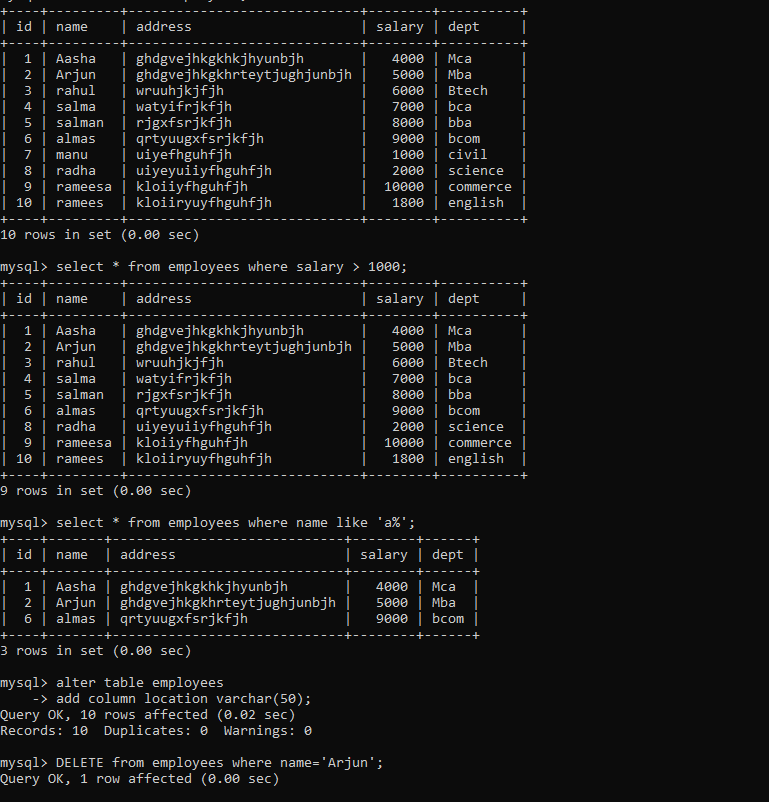 +----+---------+-----------------------------+--------+----------+
| id | name    | address                     | salary | dept     |
+----+---------+-----------------------------+--------+----------+
|  1 | Aasha   | ghdgvejhkgkhkjhyunbjh       |   4000 | Mca      |
|  2 | Arjun   | ghdgvejhkgkhrteytjughjunbjh |   5000 | Mba      |
|  3 | rahul   | wruuhjkjfjh                 |   6000 | Btech    |
|  4 | salma   | watyifrjkfjh                |   7000 | bca      |
|  5 | salman  | rjgxfsrjkfjh                |   8000 | bba      |
|  6 | almas   | qrtyuugxfsrjkfjh            |   9000 | bcom     |
|  7 | manu    | uiyefhguhfjh                |   1000 | civil    |
|  8 | radha   | uiyeyuiiyfhguhfjh           |   2000 | science  |
|  9 | rameesa | kloiiyfhguhfjh              |  10000 | commerce |
| 10 | ramees  | kloiiryuyfhguhfjh           |   1800 | english  |
+----+---------+-----------------------------+--------+----------+
10 rows in set (0.00 sec)
mysql> select * from employees where salary > 1000;
+----+---------+-----------------------------+--------+----------+
| id | name    | address                     | salary | dept     |
+----+---------+-----------------------------+--------+----------+
|  1 | Aasha   | ghdgvejhkgkhkjhyunbjh       |   4000 | Mca      |
|  2 | Arjun   | ghdgvejhkgkhrteytjughjunbjh |   5000 | Mba      |
|  3 | rahul   | wruuhjkjfjh                 |   6000 | Btech    |
|  4 | salma   | watyifrjkfjh                |   7000 | bca      |
|  5 | salman  | rjgxfsrjkfjh                |   8000 | bba      |
|  6 | almas   | qrtyuugxfsrjkfjh            |   9000 | bcom     |
|  8 | radha   | uiyeyuiiyfhguhfjh           |   2000 | science  |
|  9 | rameesa | kloiiyfhguhfjh              |  10000 | commerce |
| 10 | ramees  | kloiiryuyfhguhfjh           |   1800 | english  |
+----+---------+-----------------------------+--------+----------+
9 rows in set (0.00 sec)
mysql> select * from employees where name like 'a%';
+----+-------+-----------------------------+--------+------+
| id | name  | address                     | salary | dept |
+----+-------+-----------------------------+--------+------+
|  1 | Aasha | ghdgvejhkgkhkjhyunbjh       |   4000 | Mca  |
|  2 | Arjun | ghdgvejhkgkhrteytjughjunbjh |   5000 | Mba  |
|  6 | almas | qrtyuugxfsrjkfjh            |   9000 | bcom |
+----+-------+-----------------------------+--------+------+
3 rows in set (0.00 sec)
mysql> alter table employees
    -> add column location varchar(50);
Query OK, 10 rows affected (0.02 sec)
Records: 10  Duplicates: 0  Warnings: 0
mysql> DELETE from employees where name='Arjun';
Query OK, 1 row affected (0.00 sec)